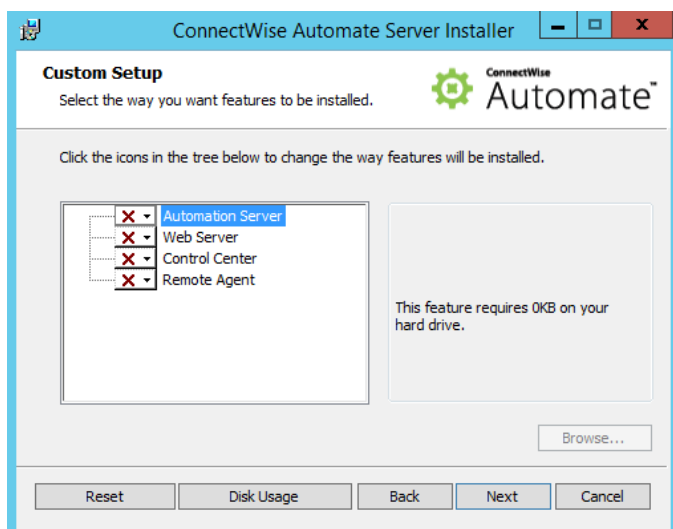 ConnectWise Automate Server Installer
Custom Setup
Select the way you want features to be installed.
ConnectWise
Automate™
Click the icons in the tree below to change the way features will be installed.
Automation Server
Web Server
Control Center
Remote Agent
This feature requires 0KB on your
hard drive.
Browse...
Reset Disk Usage Back Next Cancel